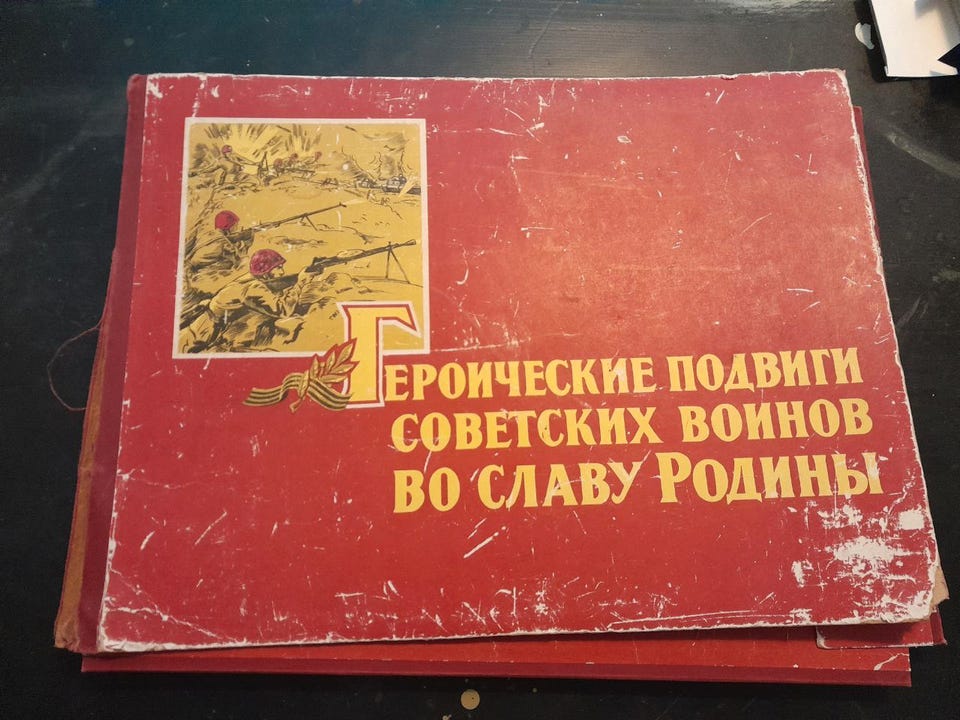 Героические подвиги
советских воинов
во славу Родины